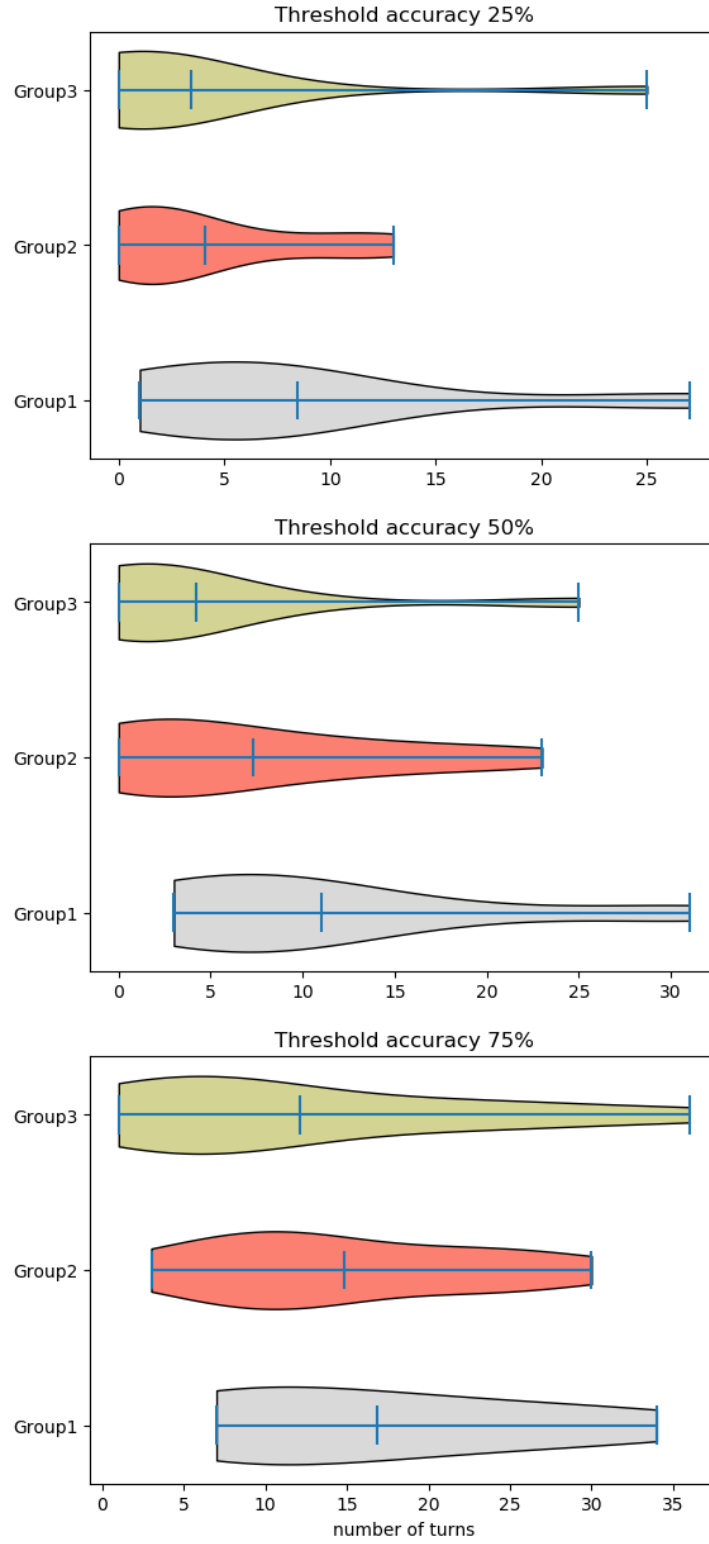 Threshold accuracy 25%
Group3
Group2
Group1
0 5 10 15 20 25
Threshold accuracy 50%
Group3
Group2
Group1
0 5 10 15 20 25 30
Threshold accuracy 75%
Group3
Group2
Group1
0 5 10 15 20 25 30 35
number of turns